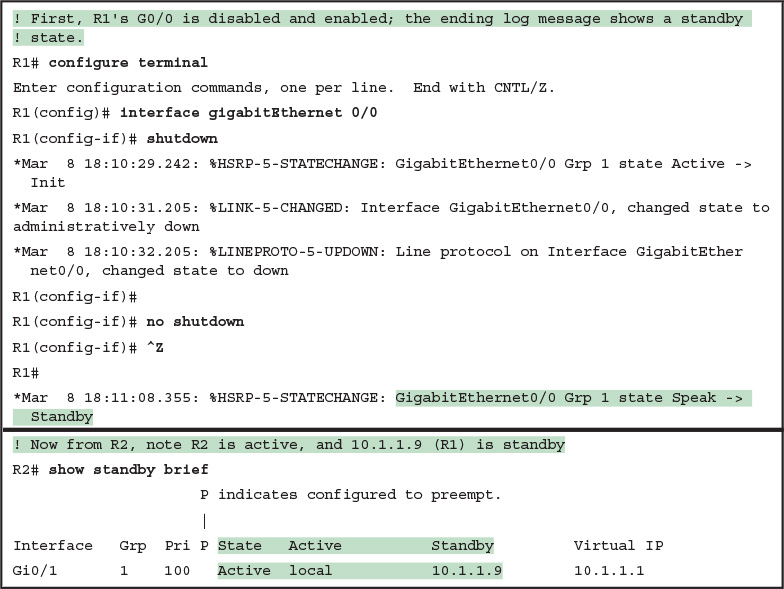 ! First, R1's G0/0 is disabled and enabled; the ending log message shows a standby
! state.
R1# configure terminal
Enter configuration commands, one per line.  End with CNTL/Z.
R1(config)# interface gigabitEthernet 0/0
R1(config-if)# shutdown
*Mar  8 18:10:29.242: %HSRP-5-STATECHANGE: GigabitEthernet0/0 Grp 1 state Active ->
Init
*Mar  8 18:10:31.205: %LINK-5-CHANGED: Interface GigabitEthernet0/0, changed state to
administratively down
*Mar  8 18:10:32.205: %LINEPROTO-5-UPDOWN: Line protocol on Interface GigabitEther
net0/0, changed state to down
R1(config-if)#
R1(config-if)# no shutdown
R1(config-if)# ^Z
R1#
*Mar  8 18:11:08.355: %HSRP-5-STATECHANGE: GigabitEthernet0/0 Grp 1 state Speak ->
Standby
! Now from R2, note R2 is active, and 10.1.1.9 (R1) is standby
R2# show standby brief
P indicates configured to preempt.
|
Interface   Grp  Pri P State   Active          Standby         Virtual IP
Gi0/1       1    100   Active  local           10.1.1.9        10.1.1.1